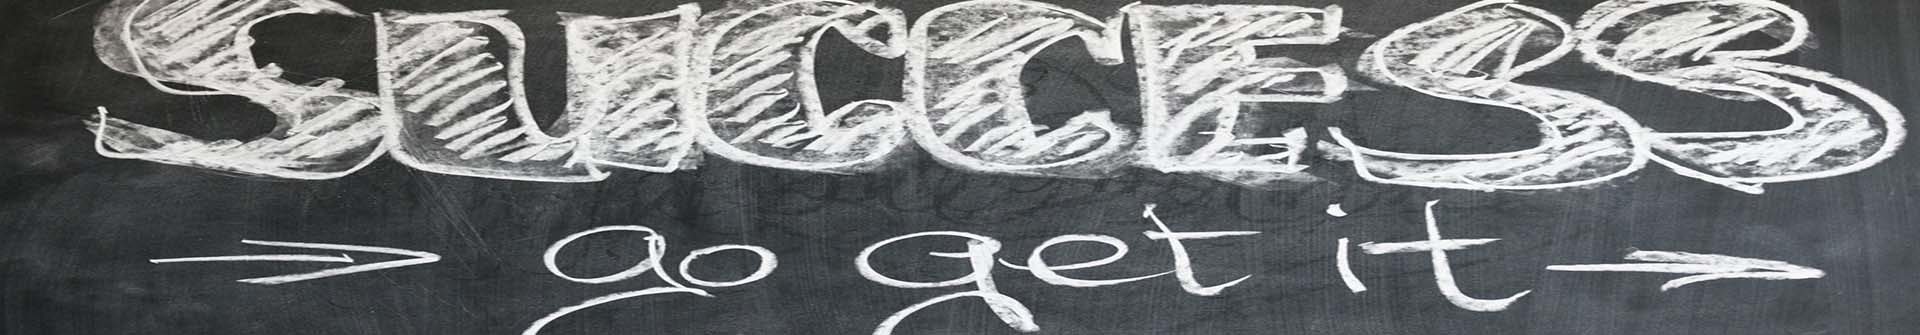 SUCCESS
→ go get it →